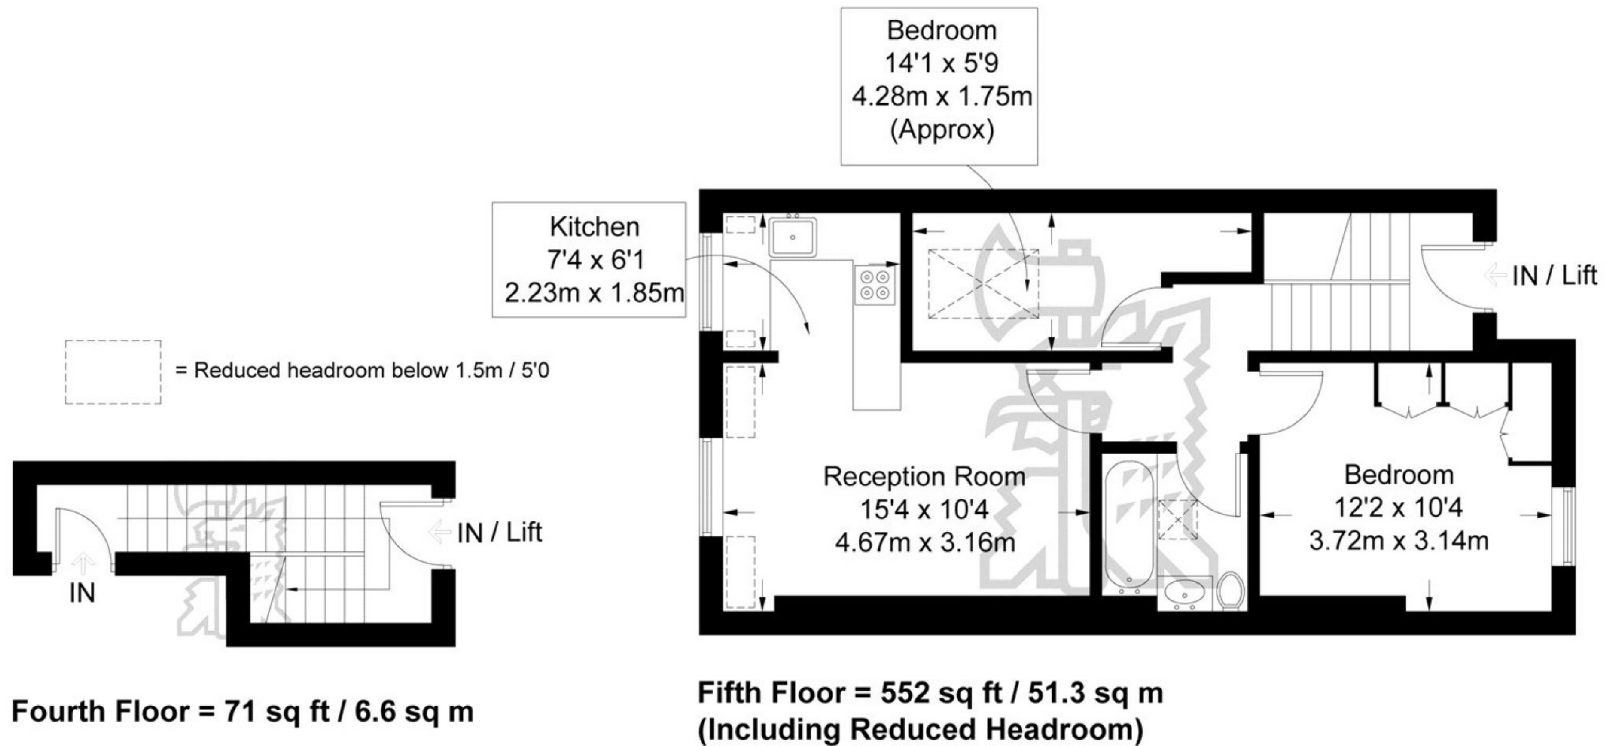 Bedroom
14'1 x 5'9
4.28m x 1.75m
(Approx)
Kitchen
7'4 x 6'1
2.23m x 1.85m
IN / Lift
= Reduced headroom below 1.5m / 5'0
Reception Room
15'4 x 10'4
4.67m x 3.16m
Bedroom
12'2 x 10'4
3.72m x 3.14m
IN / Lift
IN
Fourth Floor = 71 sq ft / 6.6 sq m
Fifth Floor = 552 sq ft / 51.3 sq m
(Including Reduced Headroom)